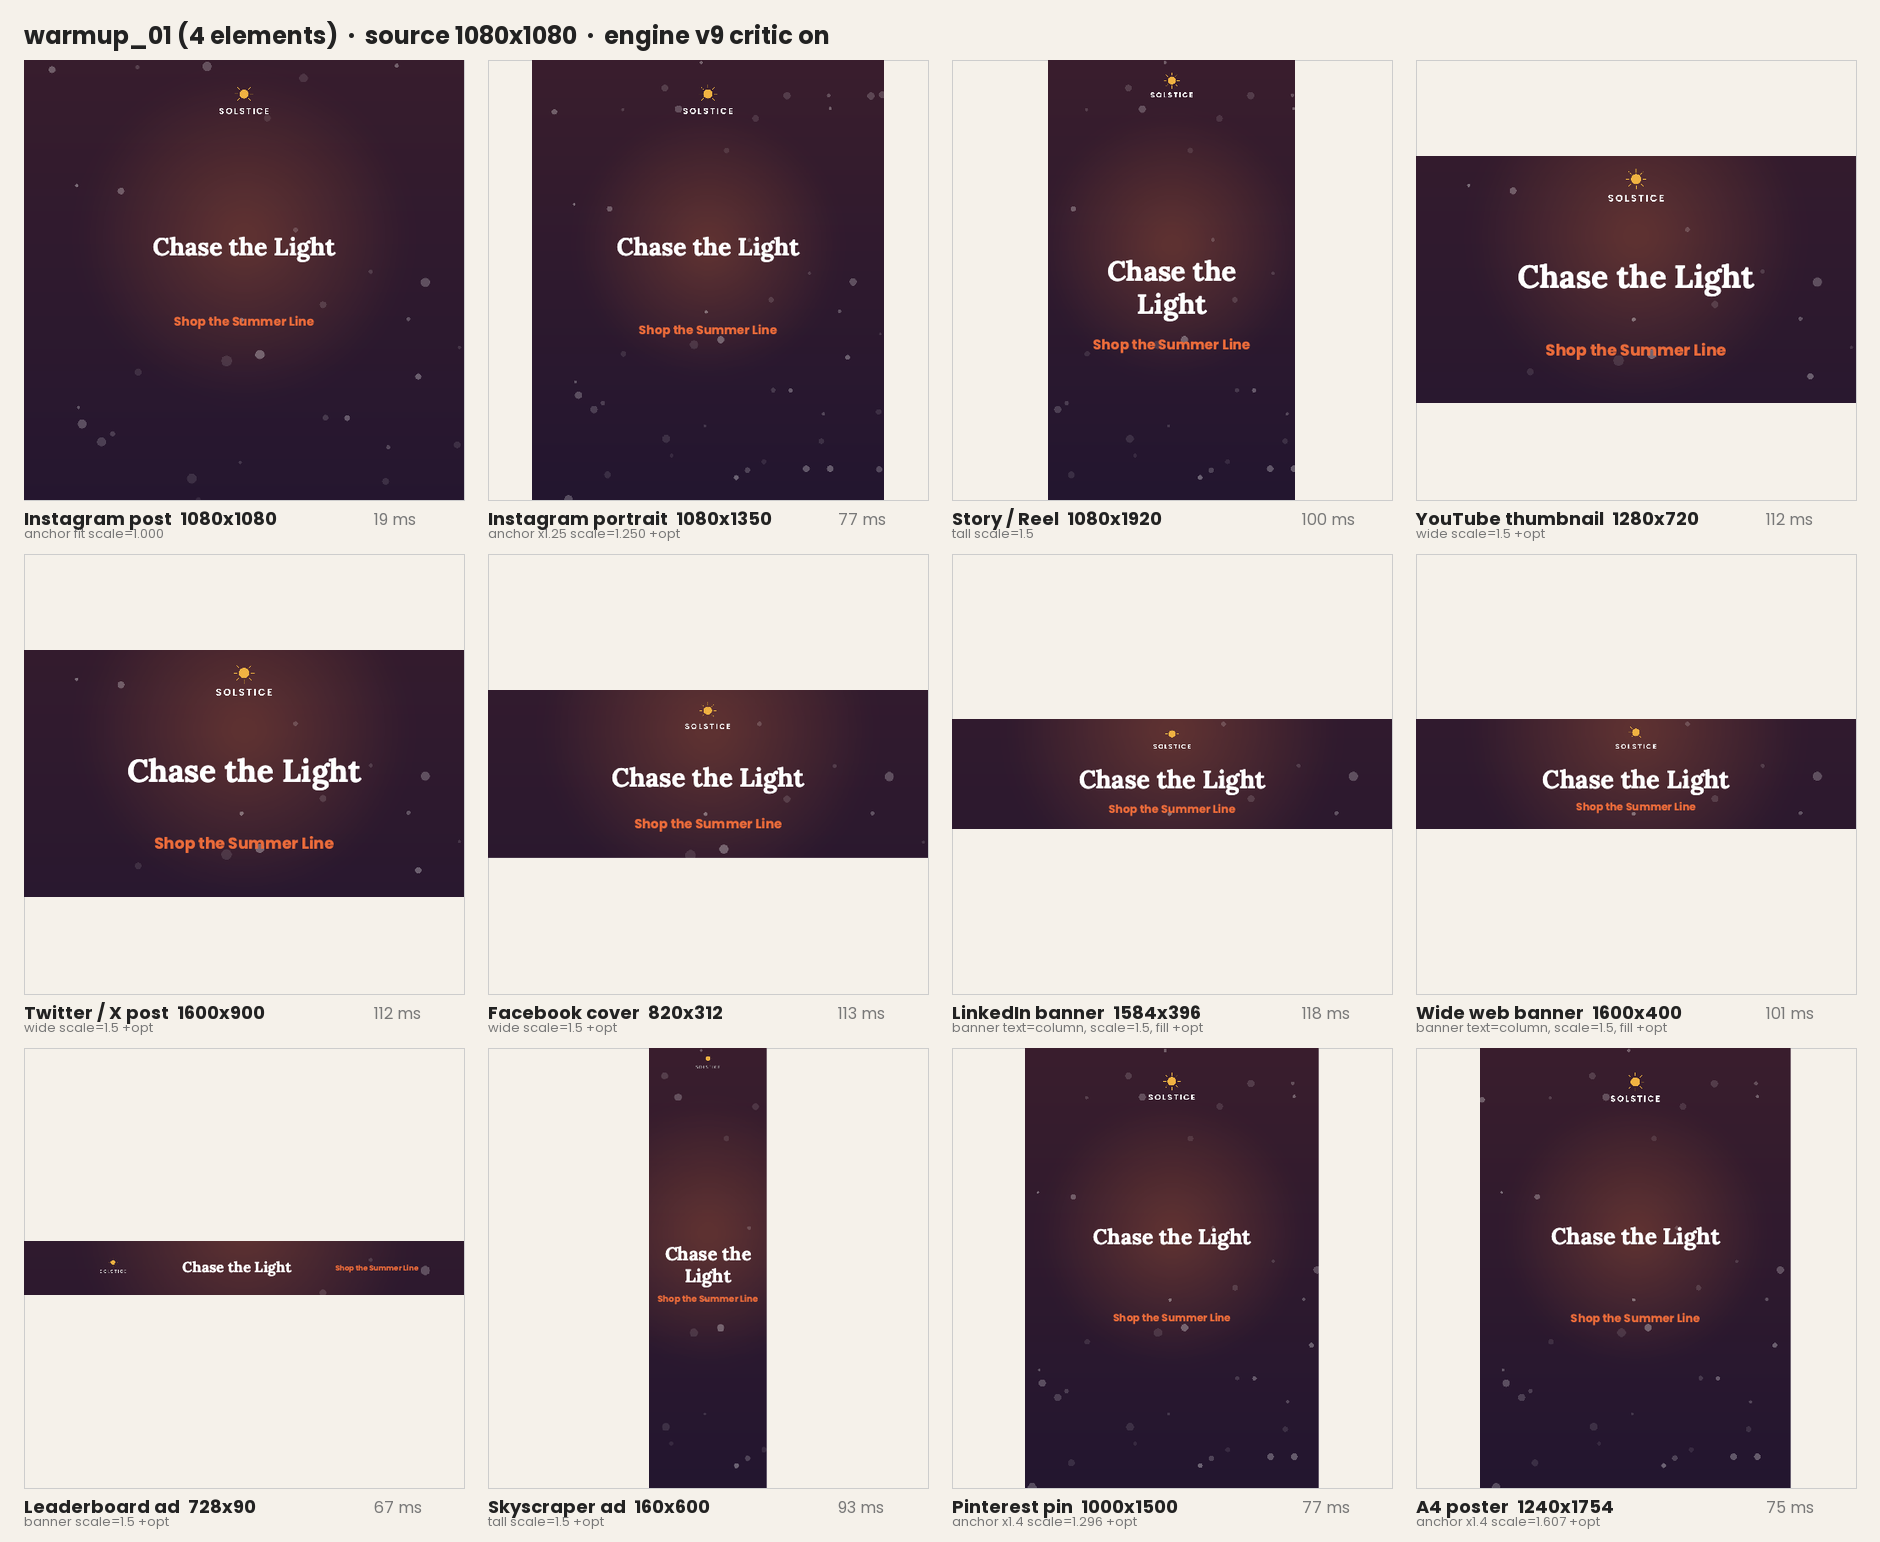 warmup_01 (4 elements) · source 1080x1080 · engine v9 critic on
SOLSTICE
Chase the Light
Shop the Summer Line
Instagram post 1080x1080 19 ms
anchor fit scale=1.000
SOLSTICE
Chase the Light
Shop the Summer Line
Instagram portrait 1080x1350 77 ms
anchor x1.25 scale=1.250 +opt
SOLSTICE
Chase the
Light
Shop the Summer Line
Story / Reel 1080x1920 100 ms
tall scale=1.5
SOLSTICE
Chase the Light
Shop the Summer Line
YouTube thumbnail 1280x720 112 ms
wide scale=1.5 +opt
SOLSTICE
Chase the Light
Shop the Summer Line
Twitter / X post 1600x900 112 ms
wide scale=1.5 +opt
SOLSTICE
Chase the Light
Shop the Summer Line
Facebook cover 820x312 113 ms
wide scale=1.5 +opt
SOLSTICE
Chase the Light
Shop the Summer Line
LinkedIn banner 1584x396 118 ms
banner text=column, scale=1.5, fill +opt
SOLSTICE
Chase the Light
Shop the Summer Line
Wide web banner 1600x400 101 ms
banner text=column, scale=1.5, fill +opt
SOLSTICE
Chase the Light
Shop the Summer Line
Leaderboard ad 728x90 67 ms
banner scale=1.5 +opt
SOLSTICE
Chase the
Light
Shop the Summer Line
Skyscraper ad 160x600 93 ms
tall scale=1.5 +opt
SOLSTICE
Chase the Light
Shop the Summer Line
Pinterest pin 1000x1500 77 ms
anchor x1.4 scale=1.296 +opt
SOLSTICE
Chase the Light
Shop the Summer Line
A4 poster 1240x1754 75 ms
anchor x1.4 scale=1.607 +opt